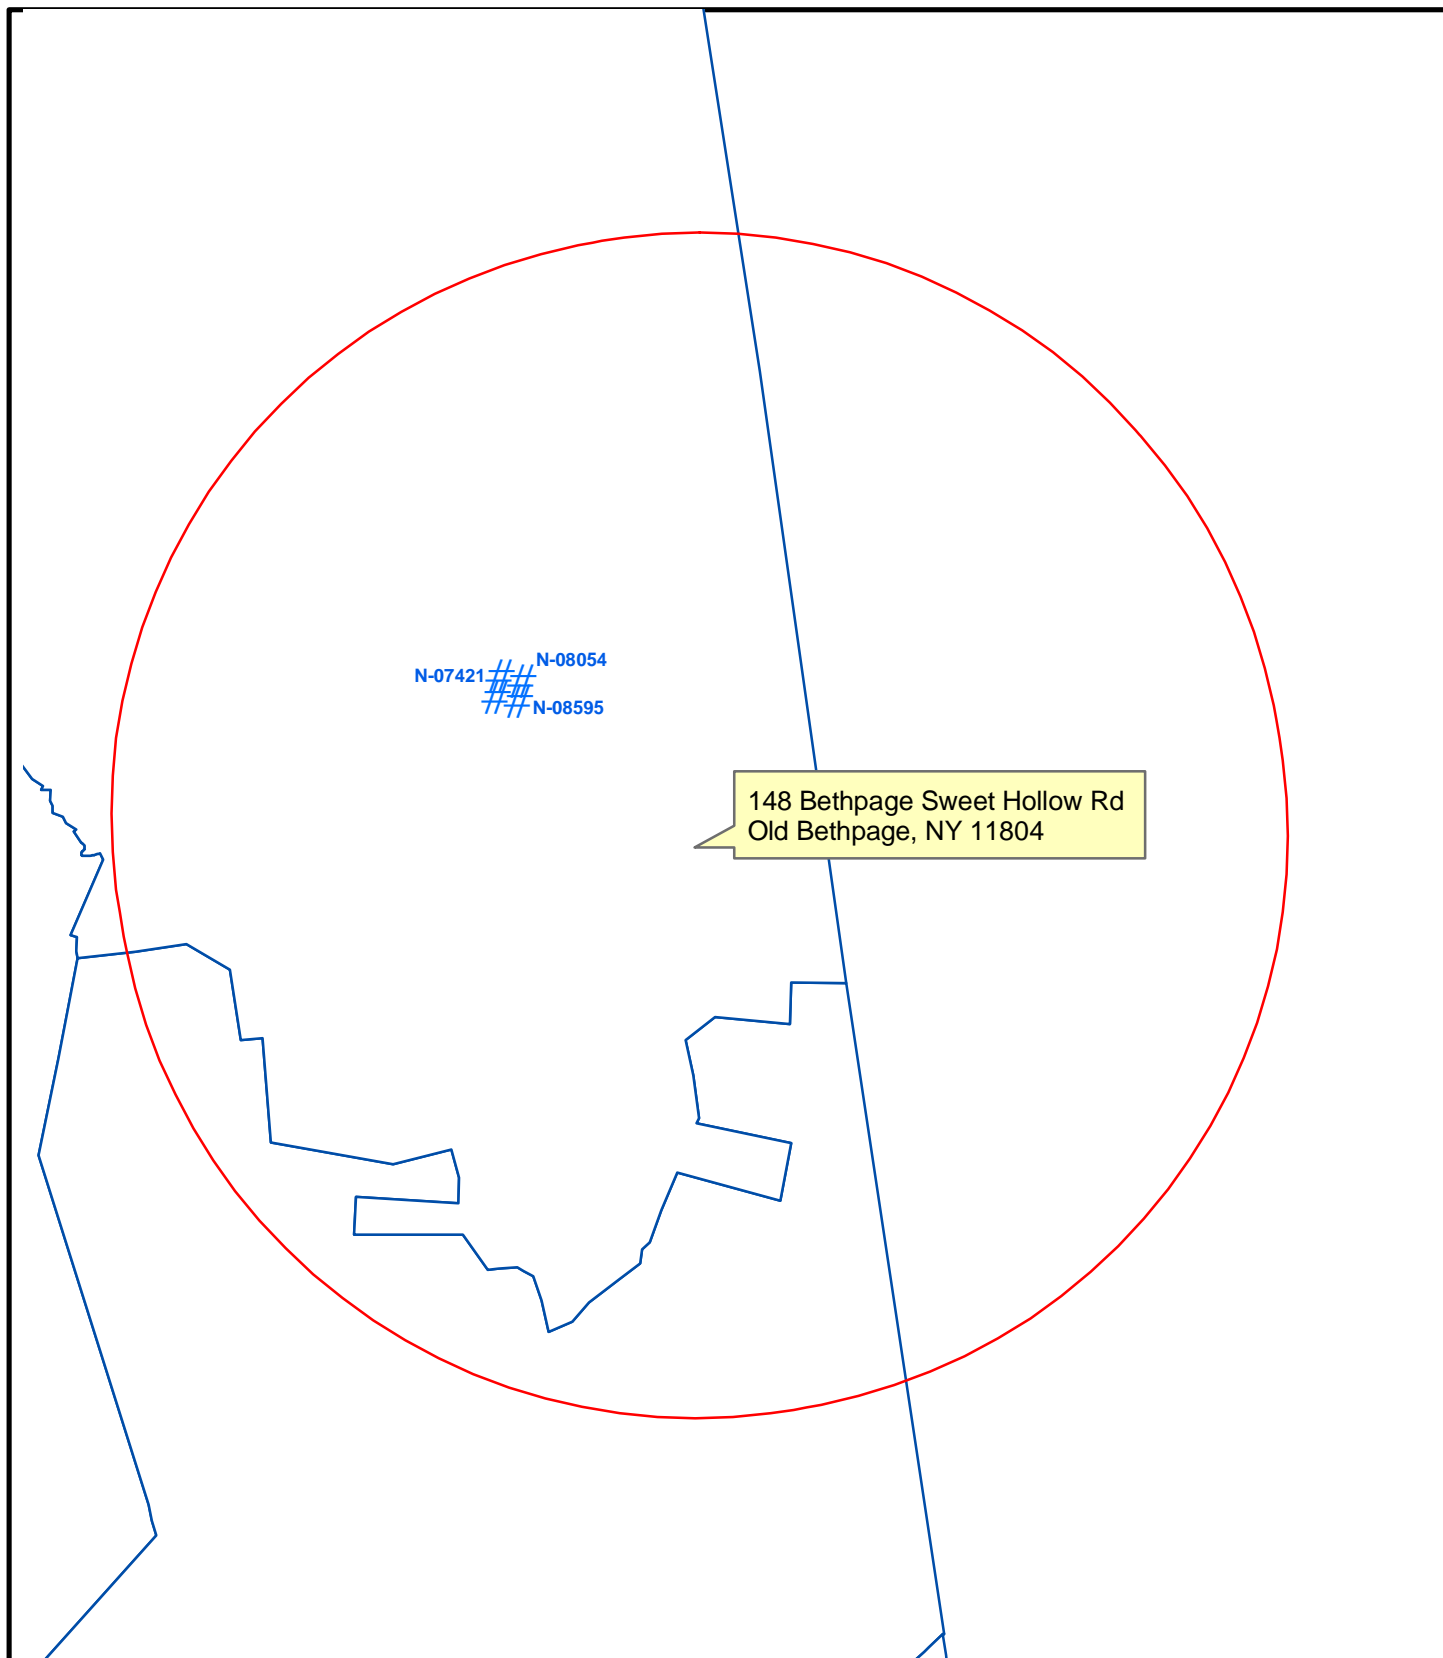 N-08054
N-07421
N-08595
148 Bethpage Sweet Hollow Rd
Old Bethpage, NY 11804